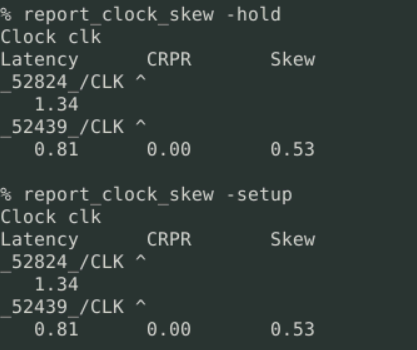 % report_clock_skew -hold
Clock clk
Latency      CRPR       Skew
_52824_/CLK ^
   1.34
_52439_/CLK ^
   0.81      0.00       0.53

% report_clock_skew -setup
Clock clk
Latency      CRPR       Skew
_52824_/CLK ^
   1.34
_52439_/CLK ^
   0.81      0.00       0.53